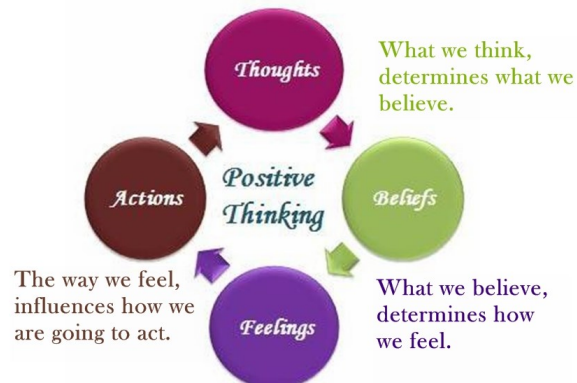 Thoughts
What we think,
determines what we
believe.
Actions
Positive
Thinking
Beliefs
The way we feel,
influences how we
are going to act.
Feelings
What we believe,
determines how
we feel.